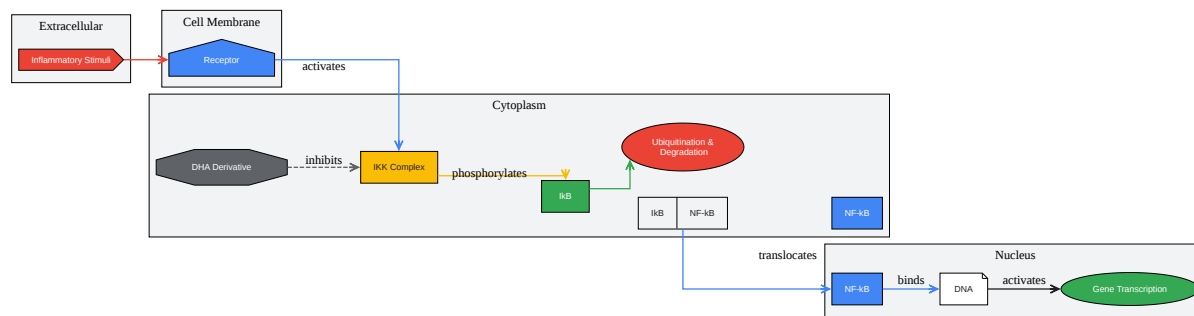 Extracellular
Inflammatory Stimuli
Cell Membrane
Receptor
activates
Cytoplasm
DHA Derivative
inhibits
IKK Complex
phosphorylates
IkB
Ubiquitination &
Degradation
IkB
NF-kB
NF-kB
translocates
Nucleus
NF-kB
binds
DNA
activates
Gene Transcription